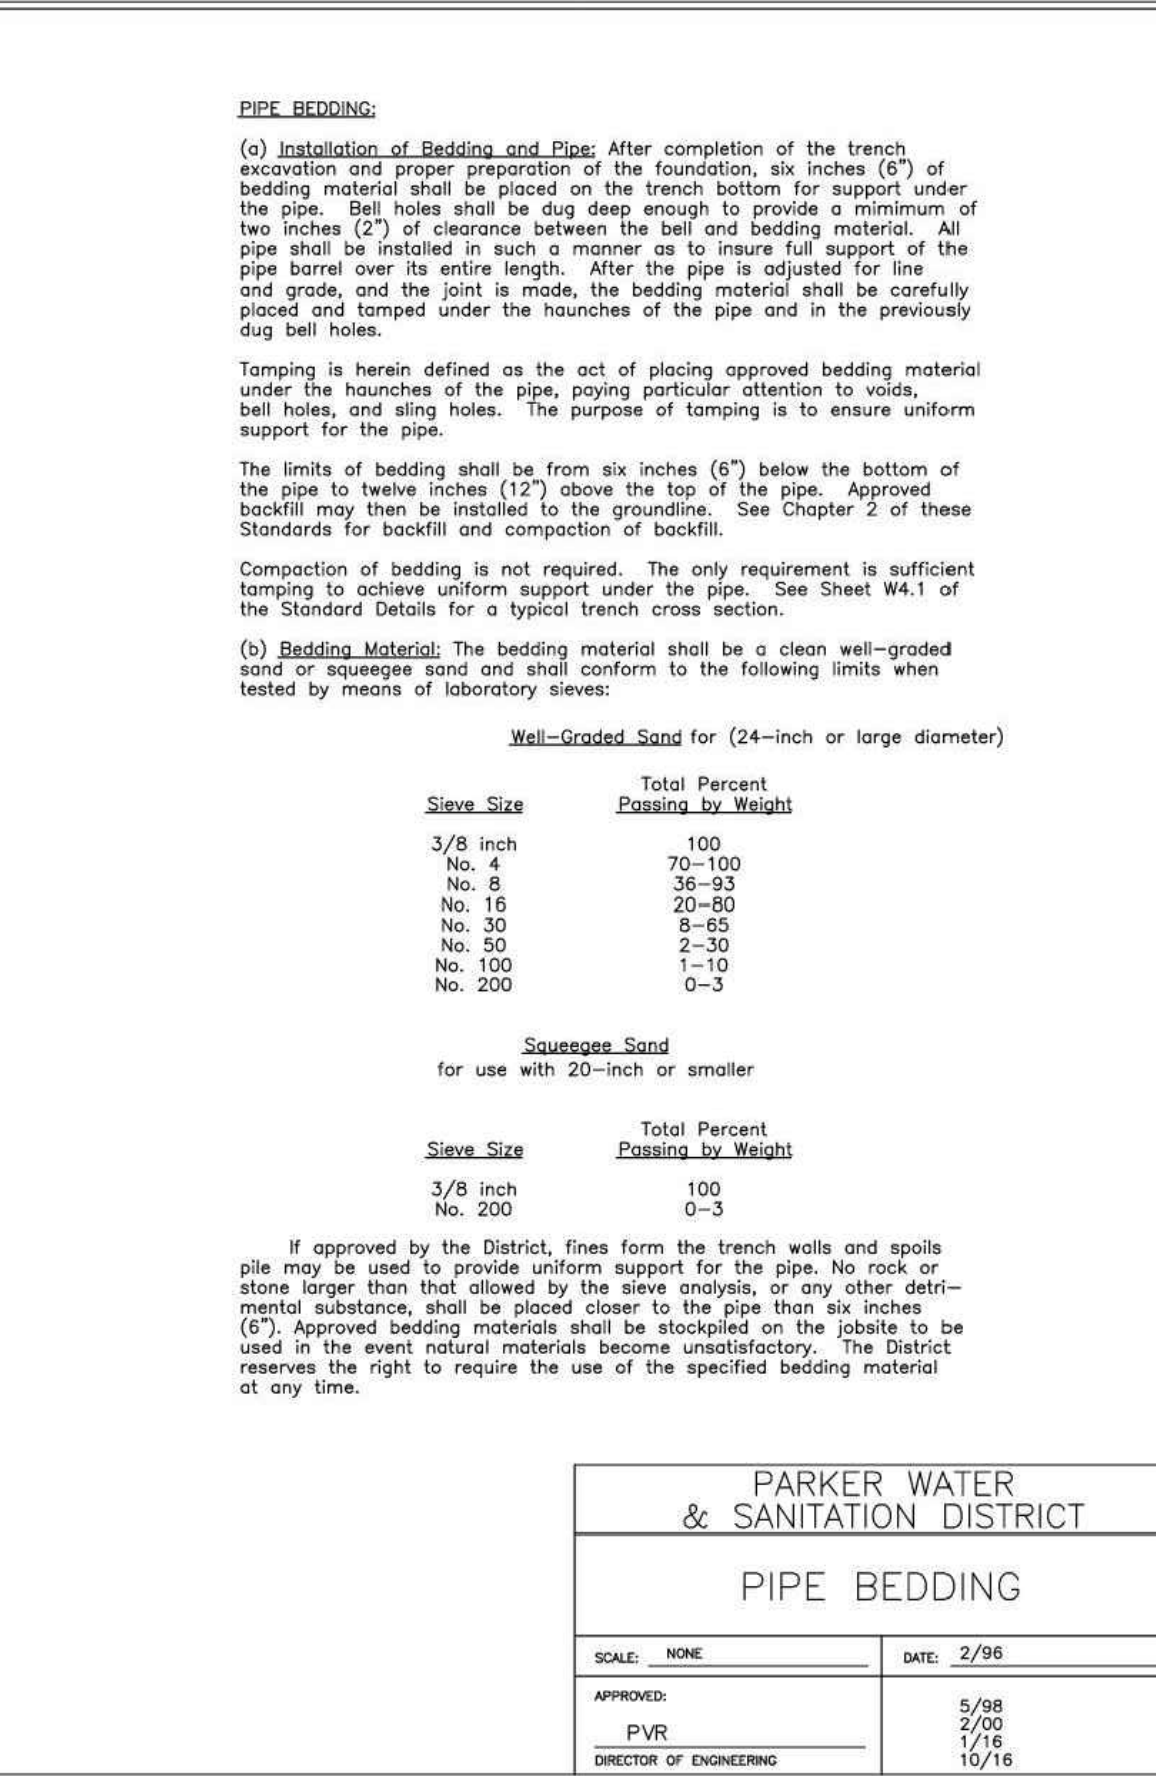 PIPE BEDDING:
(a) Installation of Bedding and Pipe: After completion of the trench
excavation and proper preparation of the foundation, six inches (6") of
bedding material shall be placed on the trench bottom for support under
the pipe. Bell holes shall be dug deep enough to provide a mimimum of
two inches (2") of clearance between the bell and bedding material. All
pipe shall be installed in such a manner as to insure full support of the
pipe barrel over its entire length. After the pipe is adjusted for line
and grade, and the joint is made, the bedding material shall be carefully
placed and tamped under the haunches of the pipe and in the previously
dug bell holes.
Tamping is herein defined as the act of placing approved bedding material
under the haunches of the pipe, paying particular attention to voids,
bell holes, and sling holes. The purpose of tamping is to ensure uniform
support for the pipe.
The limits of bedding shall be from six inches (6") below the bottom of
the pipe to twelve inches (12") above the top of the pipe. Approved
backfill may then be installed to the groundline. See Chapter 2 of these
Standards for backfill and compaction of backfill.
Compaction of bedding is not required. The only requirement is sufficient
tamping to achieve uniform support under the pipe. See Sheet W4.1 of
the Standard Details for a typical trench cross section.
(b) Bedding Material: The bedding material shall be a clean well-graded
sand or squeegee sand and shall conform to the following limits when
tested by means of laboratory sieves:
Well-Graded Sand for (24-inch or large diameter)
Total Percent
Sieve Size Passing by Weight
3/8 inch 100
No. 4 70-100
No. 8 36-93
No. 16 20-80
No. 30 8-65
No. 50 2-30
No. 100 1-10
No. 200 0-3
Squeegee Sand
for use with 20-inch or smaller
Total Percent
Sieve Size Passing by Weight
3/8 inch 100
No. 200 0-3
If approved by the District, fines form the trench walls and spoils
pile may be used to provide uniform support for the pipe. No rock or
stone larger than that allowed by the sieve analysis, or any other detri-
mental substance, shall be placed closer to the pipe than six inches
(6"). Approved bedding materials shall be stockpiled on the jobsite to be
used in the event natural materials become unsatisfactory. The District
reserves the right to require the use of the specified bedding material
at any time.
PARKER WATER
& SANITATION DISTRICT
PIPE BEDDING
SCALE: NONE DATE: 2/96
APPROVED:
5/98
2/00
PVR
1/16
DIRECTOR OF ENGINEERING 10/16